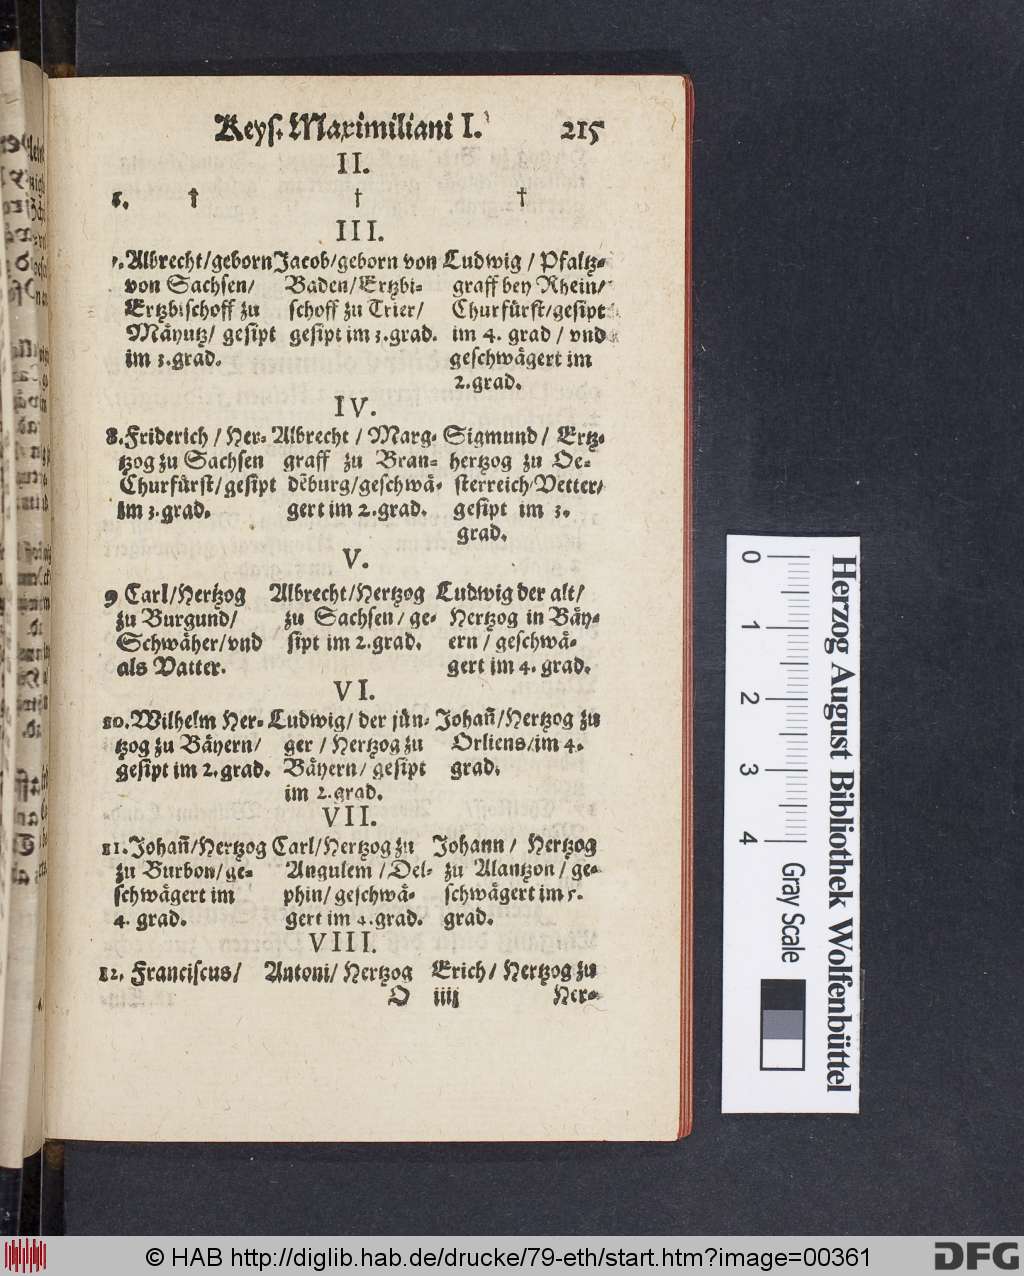 Keys. Maximiliani I. 215
II.
6. † † †
III.
7. Albrecht/geborn Jacob/geborn von Ludwig / Pfaltz-
von Sachsen/ Baden/Ertzbi- graff bey Rhein/
Ertzbischoff zu schoff zu Trier/ Churfürst/gesipt
Mäyntz/ gesipt gesipt im 3.grad. im 4. grad / vnd
im 3.grad. geschwägert im
2.grad.
IV.
8.Friderich / Her- Albrecht / Marg- Sigmund / Ertz-
tzog zu Sachsen graff zu Bran- hertzog zu Oe-
Churfürst/gesipt dēburg/geschwä- sterreich/Vetter/
im 3.grad. gert im 2.grad. gesipt im 3.
grad.
V.
9 Carl/Hertzog Albrecht/Hertzog Ludwig der alt/
zu Burgund/ zu Sachsen / ge- Hertzog in Bäy-
Schwäher/vnd sipt im 2.grad. ern / geschwä-
als Vatter. gert im 4. grad.
VI.
10.Wilhelm Her- Ludwig/ der jün- Johañ/Hertzog zu
tzog zu Bäyern/ ger / Hertzog zu Orliens/im 4.
gesipt im 2.grad. Bäyern/ gesipt grad.
im 2.grad.
VII.
11.Johañ/Hertzog Carl/Hertzog zu Johann / Hertzog
zu Burbon/ge- Angulem /Del- zu Alantzon / ge-
schwägert im phin/geschwä- schwägert im 5.
4. grad. gert im 4.grad. grad.
VIII.
12. Franciscus/ Antoni/ Hertzog Erich/ Hertzog zu
O iiij Her-
0 1 2 3 4
Herzog August Bibliothek Wolfenbüttel
Gray Scale
© HAB http://diglib.hab.de/drucke/79-eth/start.htm?image=00361
DFG